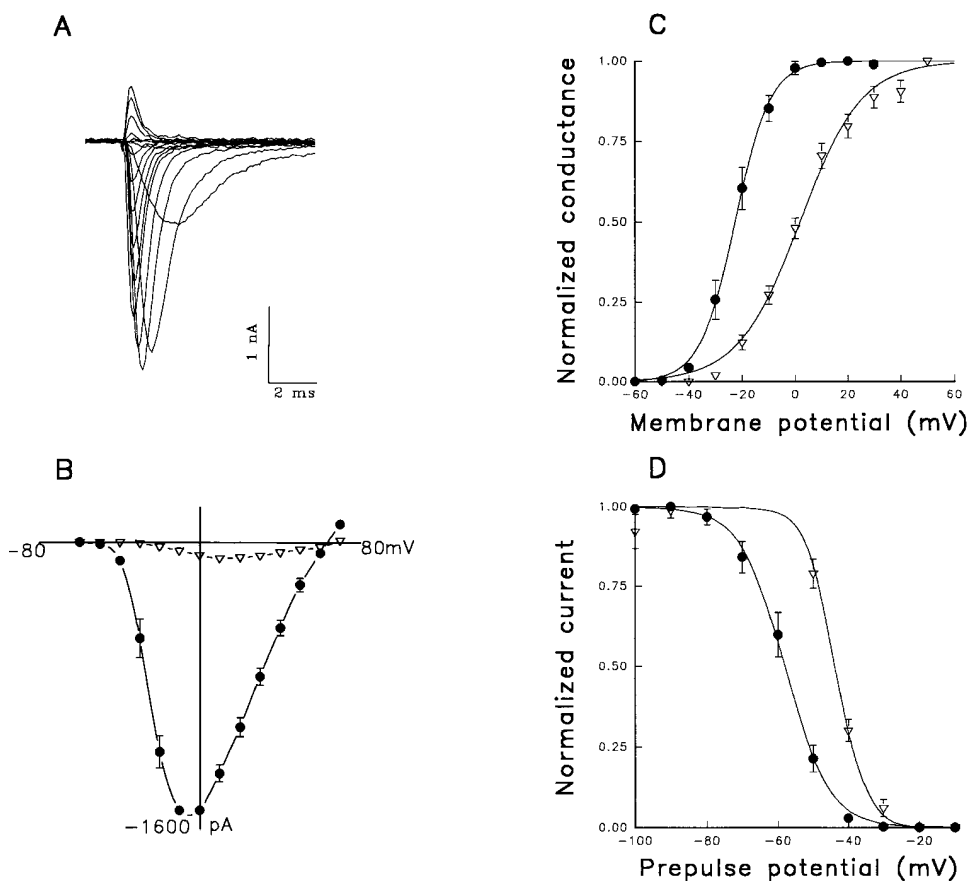 A
1 nA
2 ms
B
-80
80mV
-1600
pA
C
Normalized conductance
1.00
0.75
0.50
0.25
0.00
-60 -40 -20 0 20 40 60
Membrane potential (mV)
D
Normalized current
1.00
0.75
0.50
0.25
0.00
-100 -80 -60 -40 -20
Prepulse potential (mV)